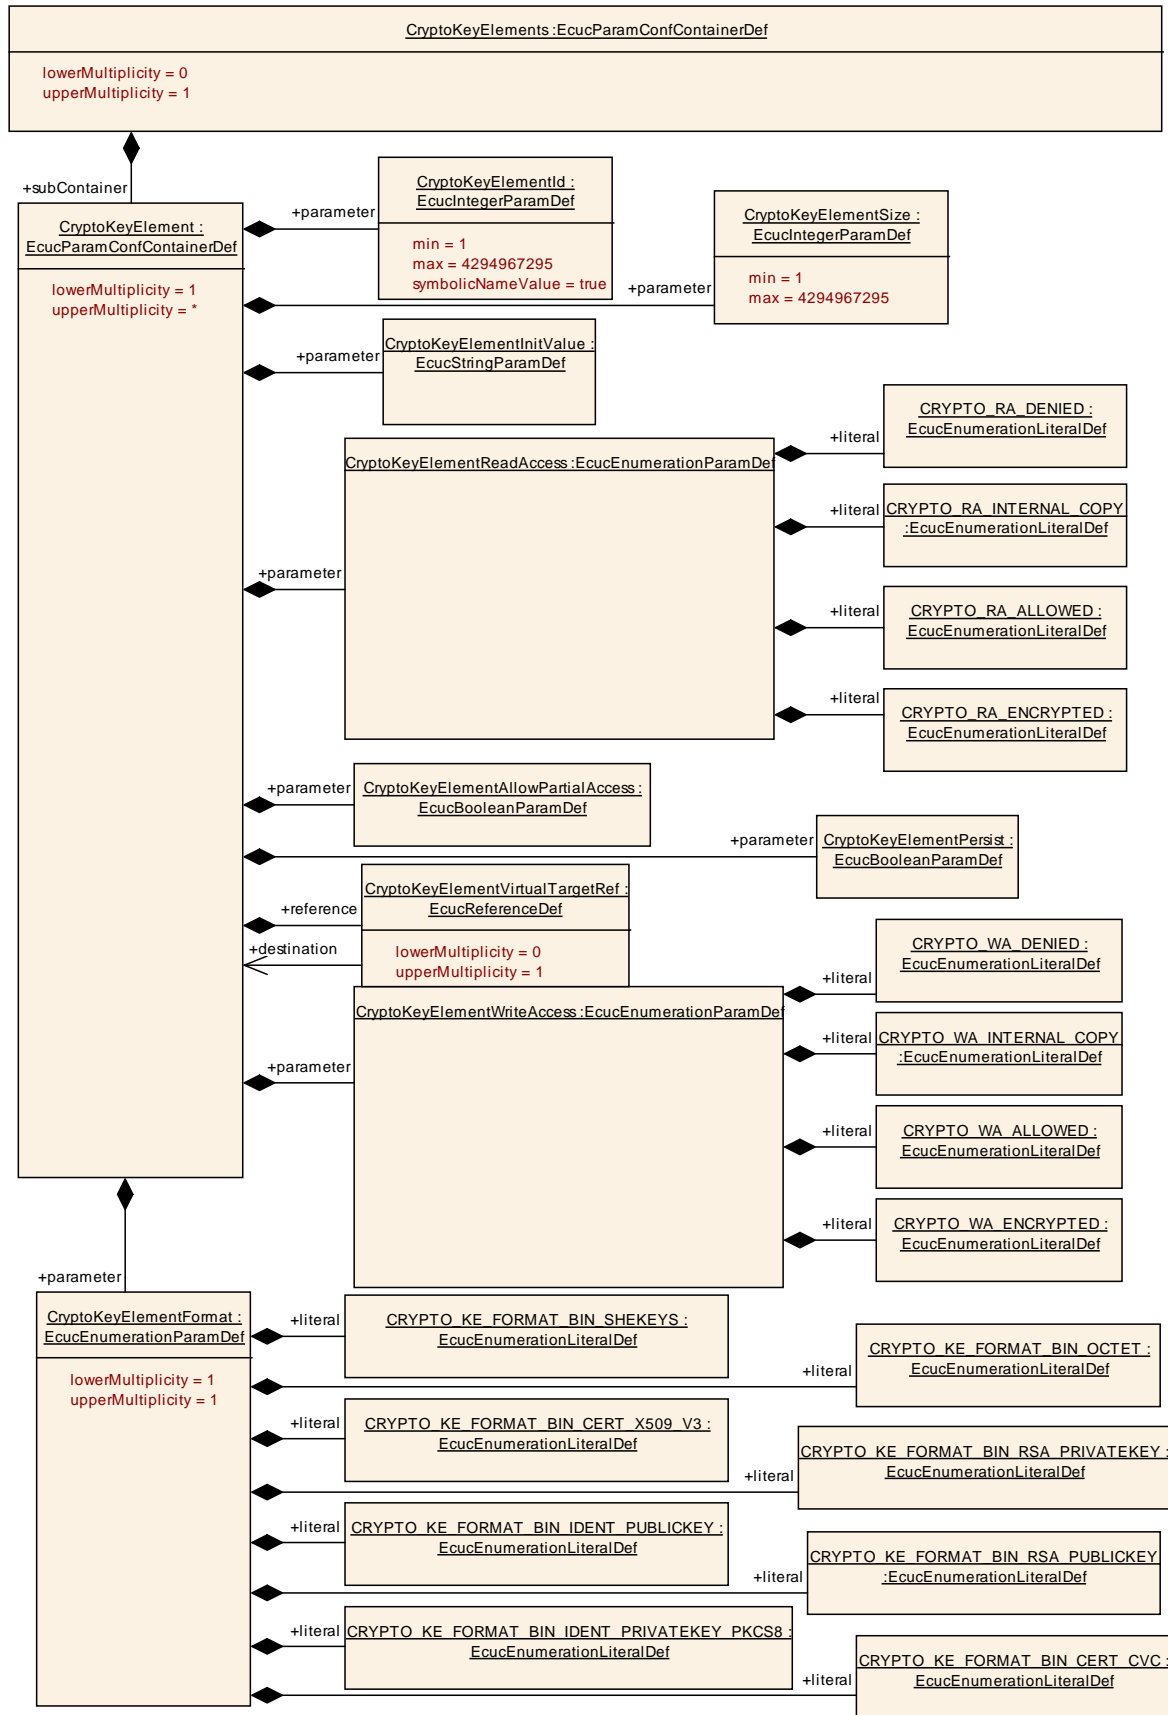 CryptoKeyElements :EcucParamConfContainerDef
lowerMultiplicity = 0
upperMultiplicity = 1
+subContainer
CryptoKeyElement :
EcucParamConfContainerDef
lowerMultiplicity = 1
upperMultiplicity = *
+parameter
CryptoKeyElementId :
EcucIntegerParamDef
min = 1
max = 4294967295
symbolicNameValue = true
+parameter
CryptoKeyElementSize :
EcucIntegerParamDef
min = 1
max = 4294967295
+parameter
CryptoKeyElementInitValue :
EcucStringParamDef
+parameter
CryptoKeyElementReadAccess :EcucEnumerationParamDef
+literal
CRYPTO_RA_DENIED :
EcucEnumerationLiteralDef
+literal
CRYPTO_RA_INTERNAL_COPY
:EcucEnumerationLiteralDef
+literal
CRYPTO_RA_ALLOWED :
EcucEnumerationLiteralDef
+literal
CRYPTO_RA_ENCRYPTED :
EcucEnumerationLiteralDef
+parameter
CryptoKeyElementAllowPartialAccess :
EcucBooleanParamDef
+parameter
CryptoKeyElementPersist :
EcucBooleanParamDef
+reference
+destination
CryptoKeyElementVirtualTargetRef :
EcucReferenceDef
lowerMultiplicity = 0
upperMultiplicity = 1
+parameter
CryptoKeyElementWriteAccess :EcucEnumerationParamDef
+literal
CRYPTO_WA_DENIED :
EcucEnumerationLiteralDef
+literal
CRYPTO_WA_INTERNAL_COPY
:EcucEnumerationLiteralDef
+literal
CRYPTO_WA_ALLOWED :
EcucEnumerationLiteralDef
+literal
CRYPTO_WA_ENCRYPTED :
EcucEnumerationLiteralDef
+parameter
CryptoKeyElementFormat :
EcucEnumerationParamDef
lowerMultiplicity = 1
upperMultiplicity = 1
+literal
CRYPTO_KE_FORMAT_BIN_SHEKEYS :
EcucEnumerationLiteralDef
+literal
CRYPTO_KE_FORMAT_BIN_OCTET :
EcucEnumerationLiteralDef
+literal
CRYPTO_KE_FORMAT_BIN_CERT_X509_V3 :
EcucEnumerationLiteralDef
+literal
CRYPTO_KE_FORMAT_BIN_RSA_PRIVATEKEY :
EcucEnumerationLiteralDef
+literal
CRYPTO_KE_FORMAT_BIN_IDENT_PUBLICKEY :
EcucEnumerationLiteralDef
+literal
CRYPTO_KE_FORMAT_BIN_RSA_PUBLICKEY
:EcucEnumerationLiteralDef
+literal
CRYPTO_KE_FORMAT_BIN_IDENT_PRIVATEKEY_PKCS8 :
EcucEnumerationLiteralDef
+literal
CRYPTO_KE_FORMAT_BIN_CERT_CVC :
EcucEnumerationLiteralDef